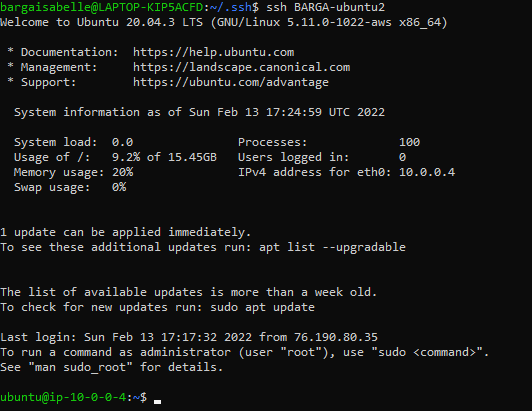 bargaisabelle@LAPTOP-KIP5ACFD:~/.ssh$ ssh BARGA-ubuntu2
Welcome to Ubuntu 20.04.3 LTS (GNU/Linux 5.11.0-1022-aws x86_64)
* Documentation:  https://help.ubuntu.com
* Management:     https://landscape.canonical.com
* Support:        https://ubuntu.com/advantage
System information as of Sun Feb 13 17:24:59 UTC 2022
System load:  0.0                Processes:             100
Usage of /:   9.2% of 15.45GB   Users logged in:       0
Memory usage: 20%                IPv4 address for eth0: 10.0.0.4
Swap usage:   0%
1 update can be applied immediately.
To see these additional updates run: apt list --upgradable
The list of available updates is more than a week old.
To check for new updates run: sudo apt update
Last login: Sun Feb 13 17:17:32 2022 from 76.190.80.35
To run a command as administrator (user "root"), use "sudo <command>".
See "man sudo_root" for details.
ubuntu@ip-10-0-0-4:~$